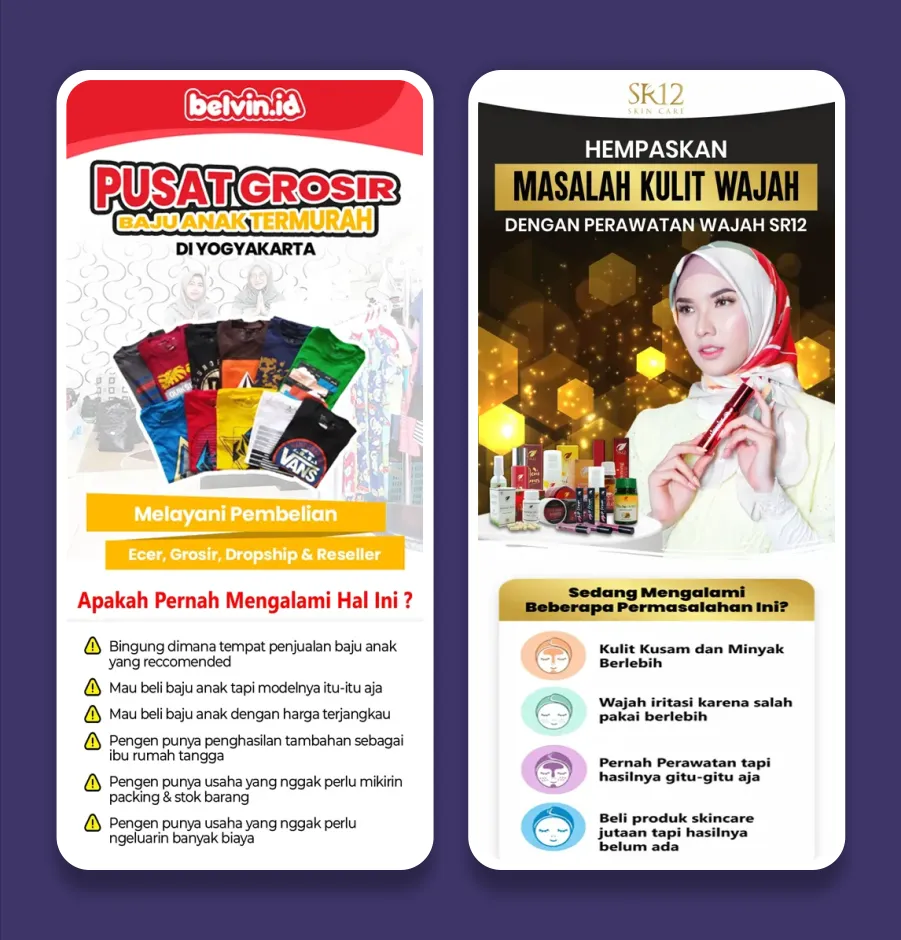 belvin.id
PUSAT GROSIR
BAJU ANAK TERMURAH
DI YOGYAKARTA
VANS
Melayani Pembelian
Ecer, Grosir, Dropship & Reseller
Apakah Pernah Mengalami Hal Ini ?
Bingung dimana tempat penjualan baju anak
yang reccomended
Mau beli baju anak tapi modelnya itu-itu aja
Mau beli baju anak dengan harga terjangkau
Pengen punya penghasilan tambahan sebagai
ibu rumah tangga
Pengen punya usaha yang nggak perlu mikirin
packing & stok barang
Pengen punya usaha yang nggak perlu
ngeluarin banyak biaya
SR12
SKIN CARE
HEMPASKAN
MASALAH KULIT WAJAH
DENGAN PERAWATAN WAJAH SR12
Sedang Mengalami
Beberapa Permasalahan Ini?
Kulit Kusam dan Minyak
Berlebih
Wajah iritasi karena salah
pakai berlebih
Pernah Perawatan tapi
hasilnya gitu-gitu aja
Beli produk skincare
jutaan tapi hasilnya
belum ada